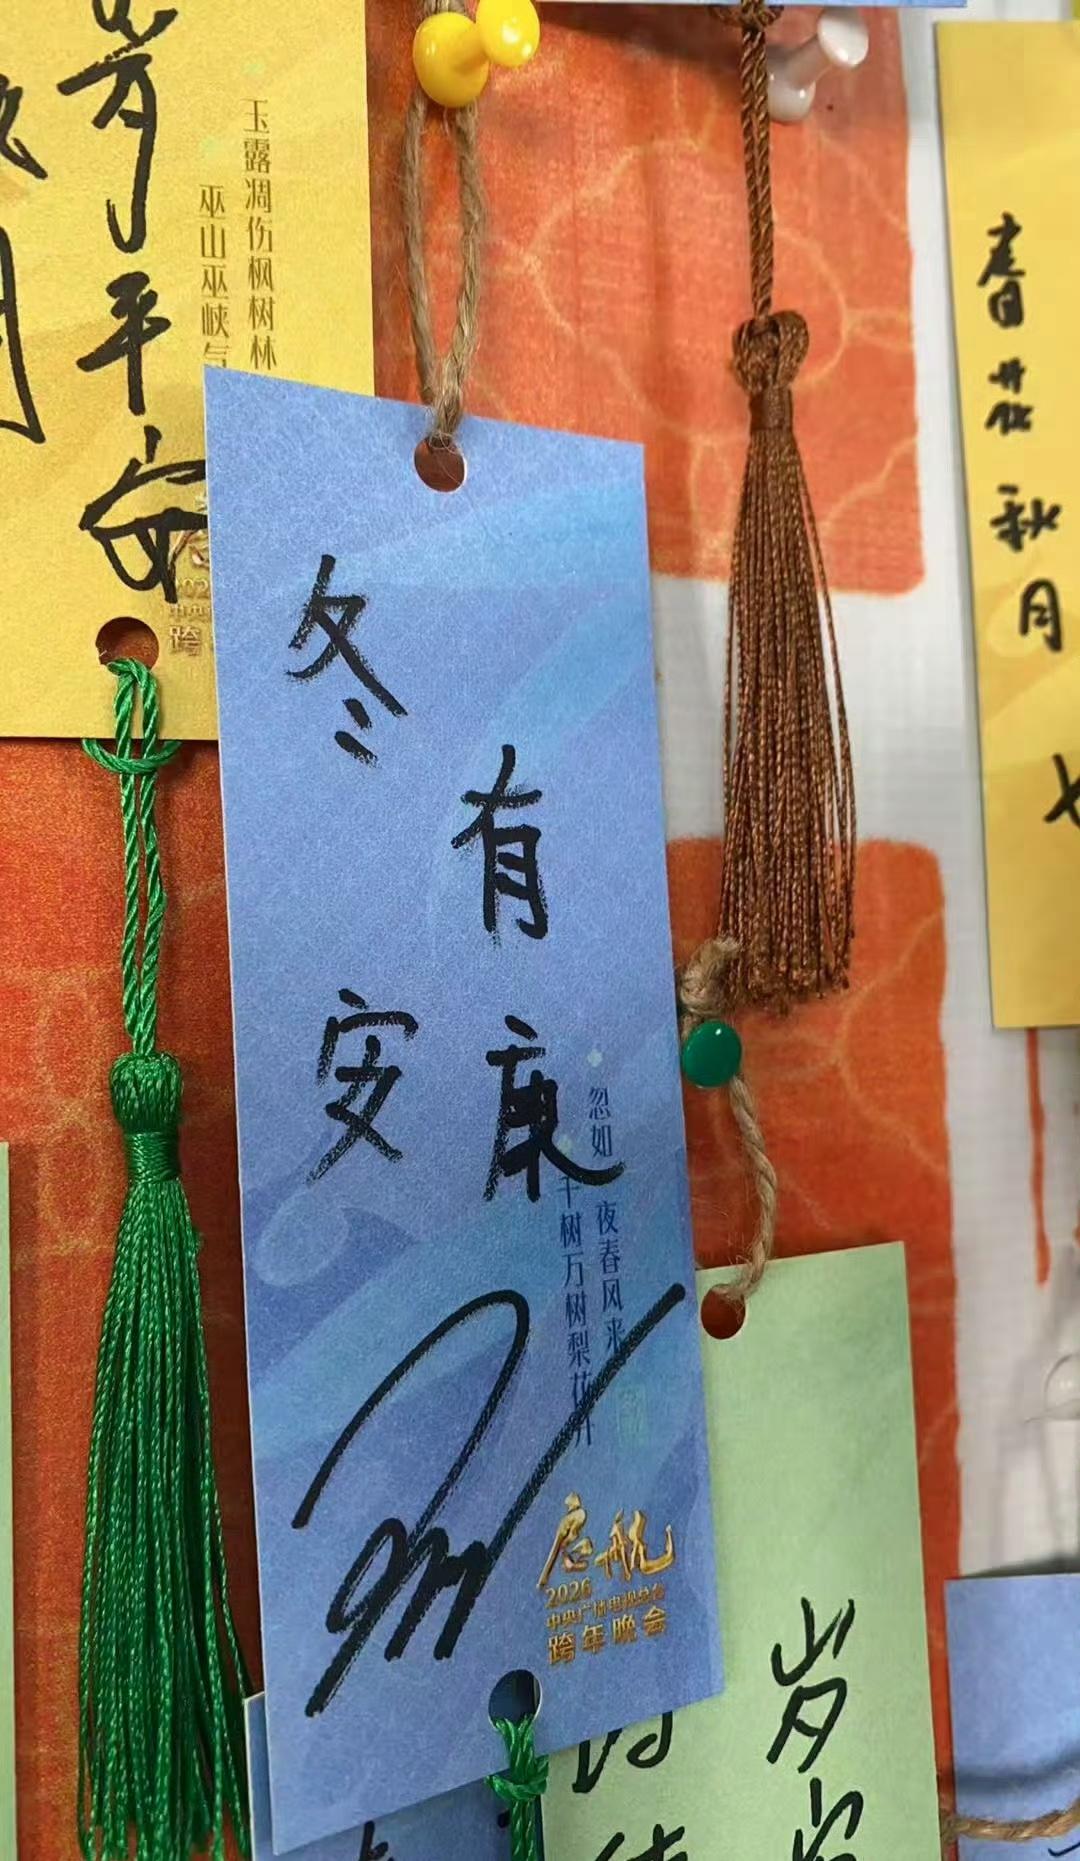 平安
玉露凋伤枫树林
巫山巫峡气
春花秋月
冬有
安康
忽如 夜春风来
千树万树梨花开
启航
2026
中央广播电视总台
跨年晚会
岁